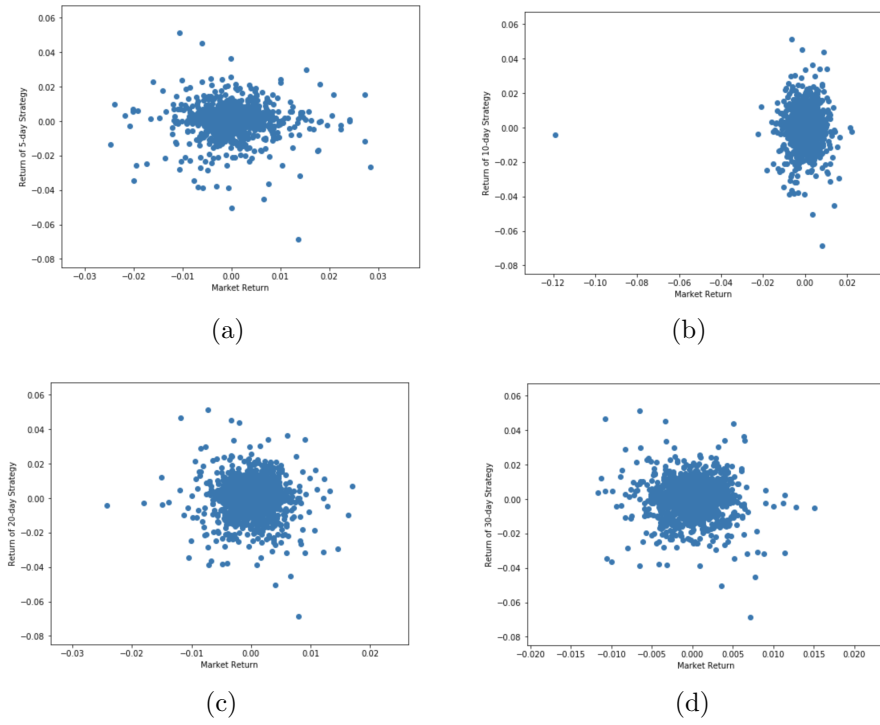 0.06
0.04
0.02
0.00
−0.02
−0.04
−0.06
−0.08
Return of 5-day Strategy
−0.03 −0.02 −0.01 0.00 0.01 0.02 0.03
Market Return
(a)
0.06
0.04
0.02
0.00
−0.02
−0.04
−0.06
−0.08
Return of 10-day Strategy
−0.12 −0.10 −0.08 −0.06 −0.04 −0.02 0.00 0.02
Market Return
(b)
0.06
0.04
0.02
0.00
−0.02
−0.04
−0.06
−0.08
Return of 20-day Strategy
−0.03 −0.02 −0.01 0.00 0.01 0.02
Market Return
(c)
0.06
0.04
0.02
0.00
−0.02
−0.04
−0.06
−0.08
Return of 30-day Strategy
−0.020 −0.015 −0.010 −0.005 0.000 0.005 0.010 0.015 0.020
Market Return
(d)